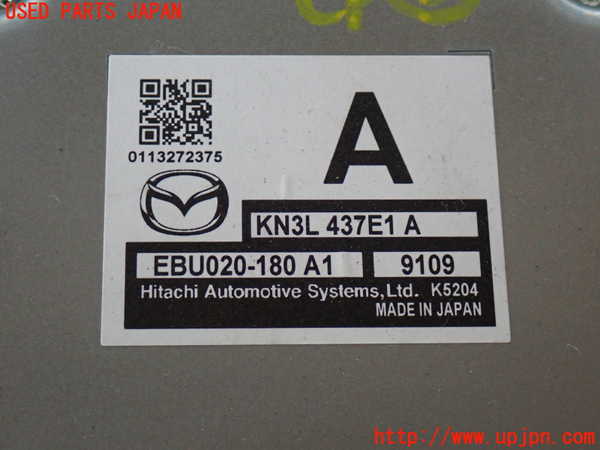 USED PARTS JAPAN
A
0113272375
KN3L 437E1 A
EBU020-180 A1 9109
Hitachi Automotive Systems,Ltd. K5204
MADE IN JAPAN
http://www.upjpn.com/